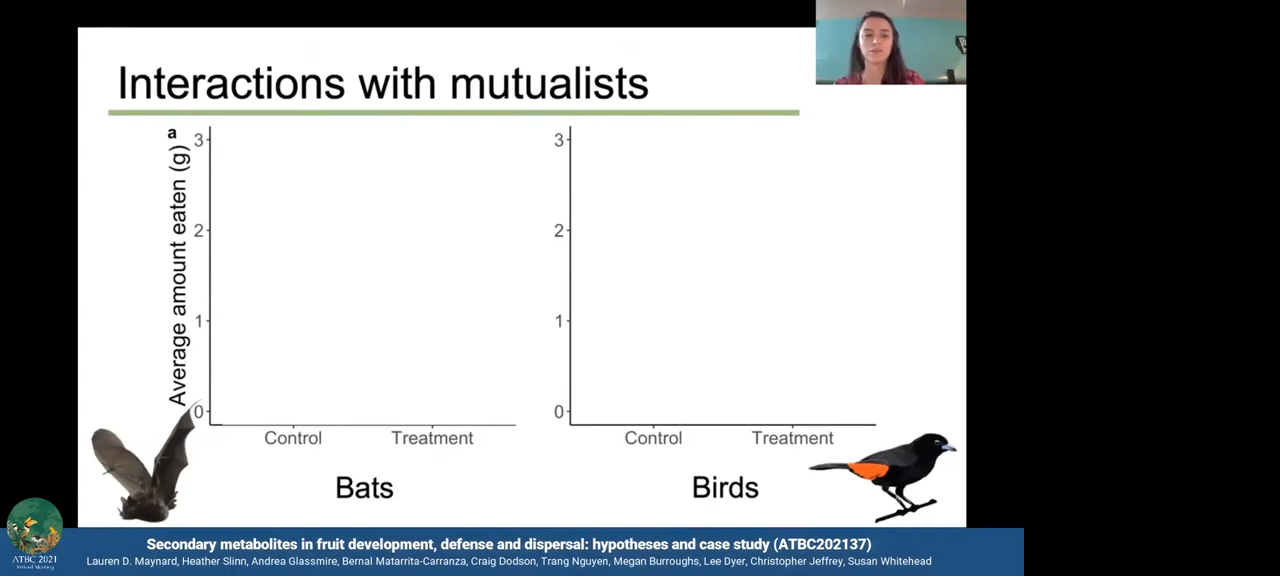 Interactions with mutualists
a
Average amount eaten (g)
3
2
1
0
Control Treatment
Bats
3
2
1
0
Control Treatment
Birds
ATBC 2021
Virtual Meeting
Secondary metabolites in fruit development, defense and dispersal: hypotheses and case study (ATBC202137)
Lauren D. Maynard, Heather Slinn, Andrea Glassmire, Bernal Matarrita-Carranza, Craig Dodson, Trang Nguyen, Megan Burroughs, Lee Dyer, Christopher Jeffrey, Susan Whitehead